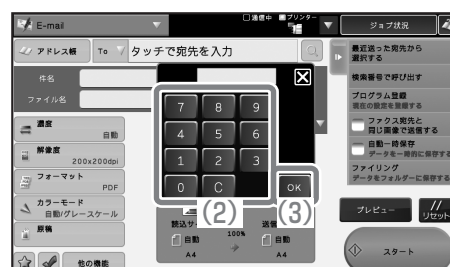 E-mail
通信中
プリンター
ジョブ状況
アドレス帳
To
タッチで宛先を入力
最近送った宛先から
選択する
件名
検索番号で呼び出す
ファイル名
プログラム登録
現在の設定を登録する
7
8
9
4
5
6
1
2
3
0
C
OK
(2)
(3)
濃度
自動
解像度
200x200dpi
フォーマット
PDF
カラーモード
自動/グレースケール
原稿
他の機能
読込サ
自動
A4
100%
送信
自動
A4
ファクス宛先と
同じ画像で送信する
自動一時保存
データを一時的に保存する
ファイリング
データをフォルダーに保存する
プレビュー
リセット
スタート